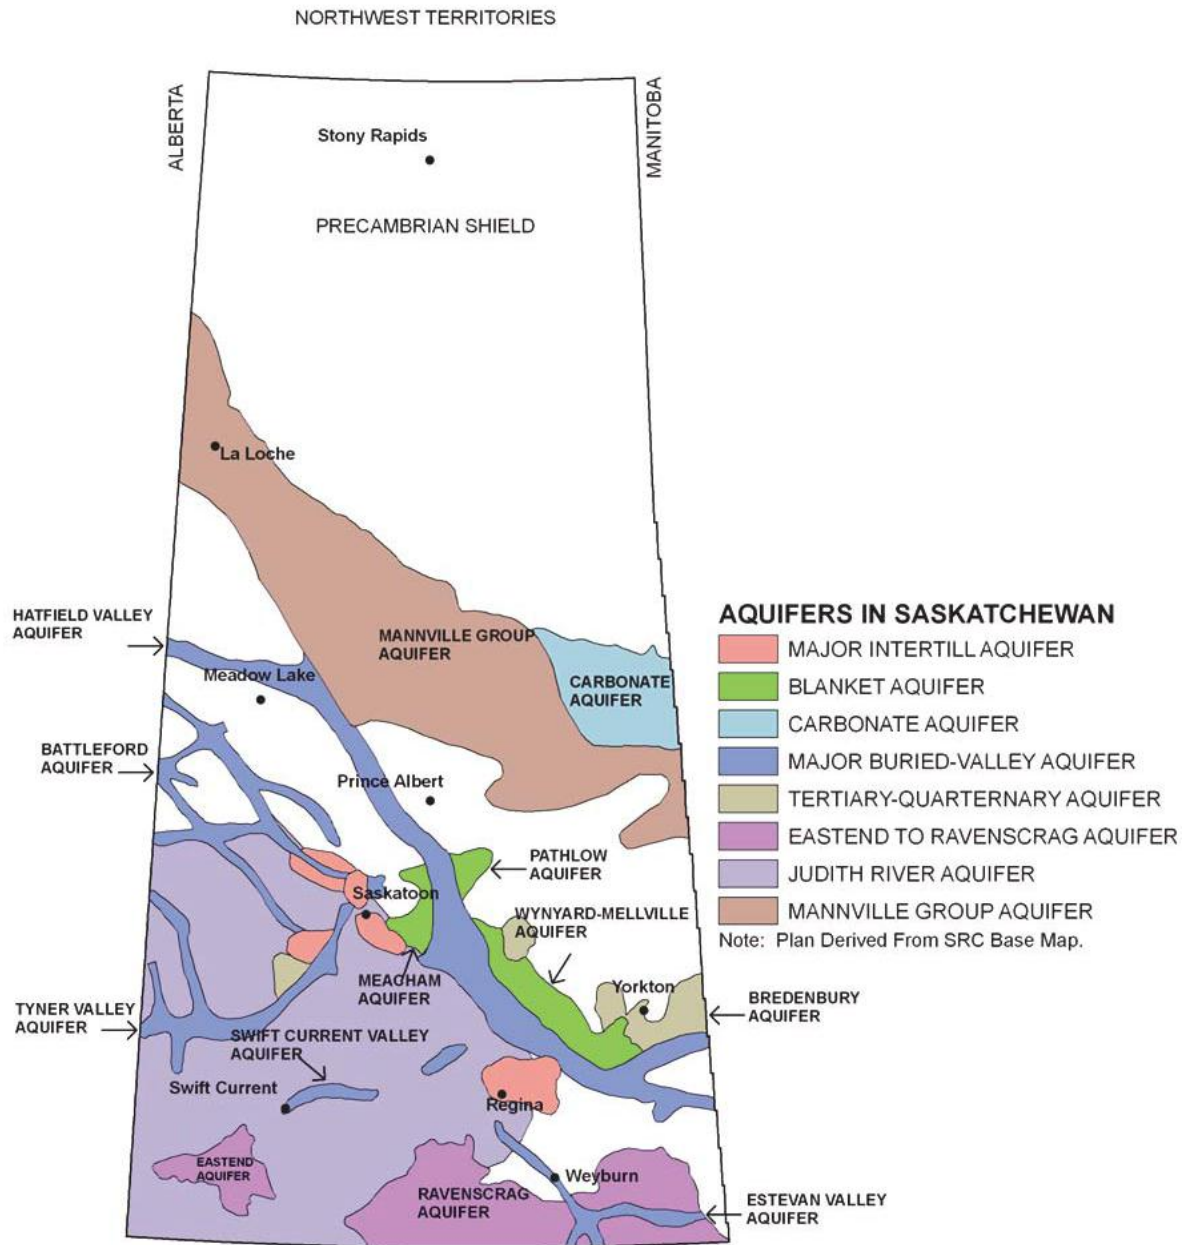 NORTHWEST TERRITORIES
ALBERTA
MANITOBA
Stony Rapids
PRECAMBRIAN SHIELD
La Loche
HATFIELD VALLEY
AQUIFER
MANNVILLE GROUP
AQUIFER
Meadow Lake
CARBONATE
AQUIFER
BATTLEFORD
AQUIFER
Prince Albert
PATHLOW
AQUIFER
Saskatoon
WYNYARD-MELLVILLE
AQUIFER
MEACHAM
AQUIFER
Yorkton
BREDENBURY
AQUIFER
TYNER VALLEY
AQUIFER
SWIFT CURRENT VALLEY
AQUIFER
Swift Current
Regina
EASTEND
AQUIFER
RAVENSCRAG
AQUIFER
Weyburn
ESTEVAN VALLEY
AQUIFER
AQUIFERS IN SASKATCHEWAN
MAJOR INTERTILL AQUIFER
BLANKET AQUIFER
CARBONATE AQUIFER
MAJOR BURIED-VALLEY AQUIFER
TERTIARY-QUARTERNARY AQUIFER
EASTEND TO RAVENSCRAG AQUIFER
JUDITH RIVER AQUIFER
MANNVILLE GROUP AQUIFER
Note: Plan Derived From SRC Base Map.